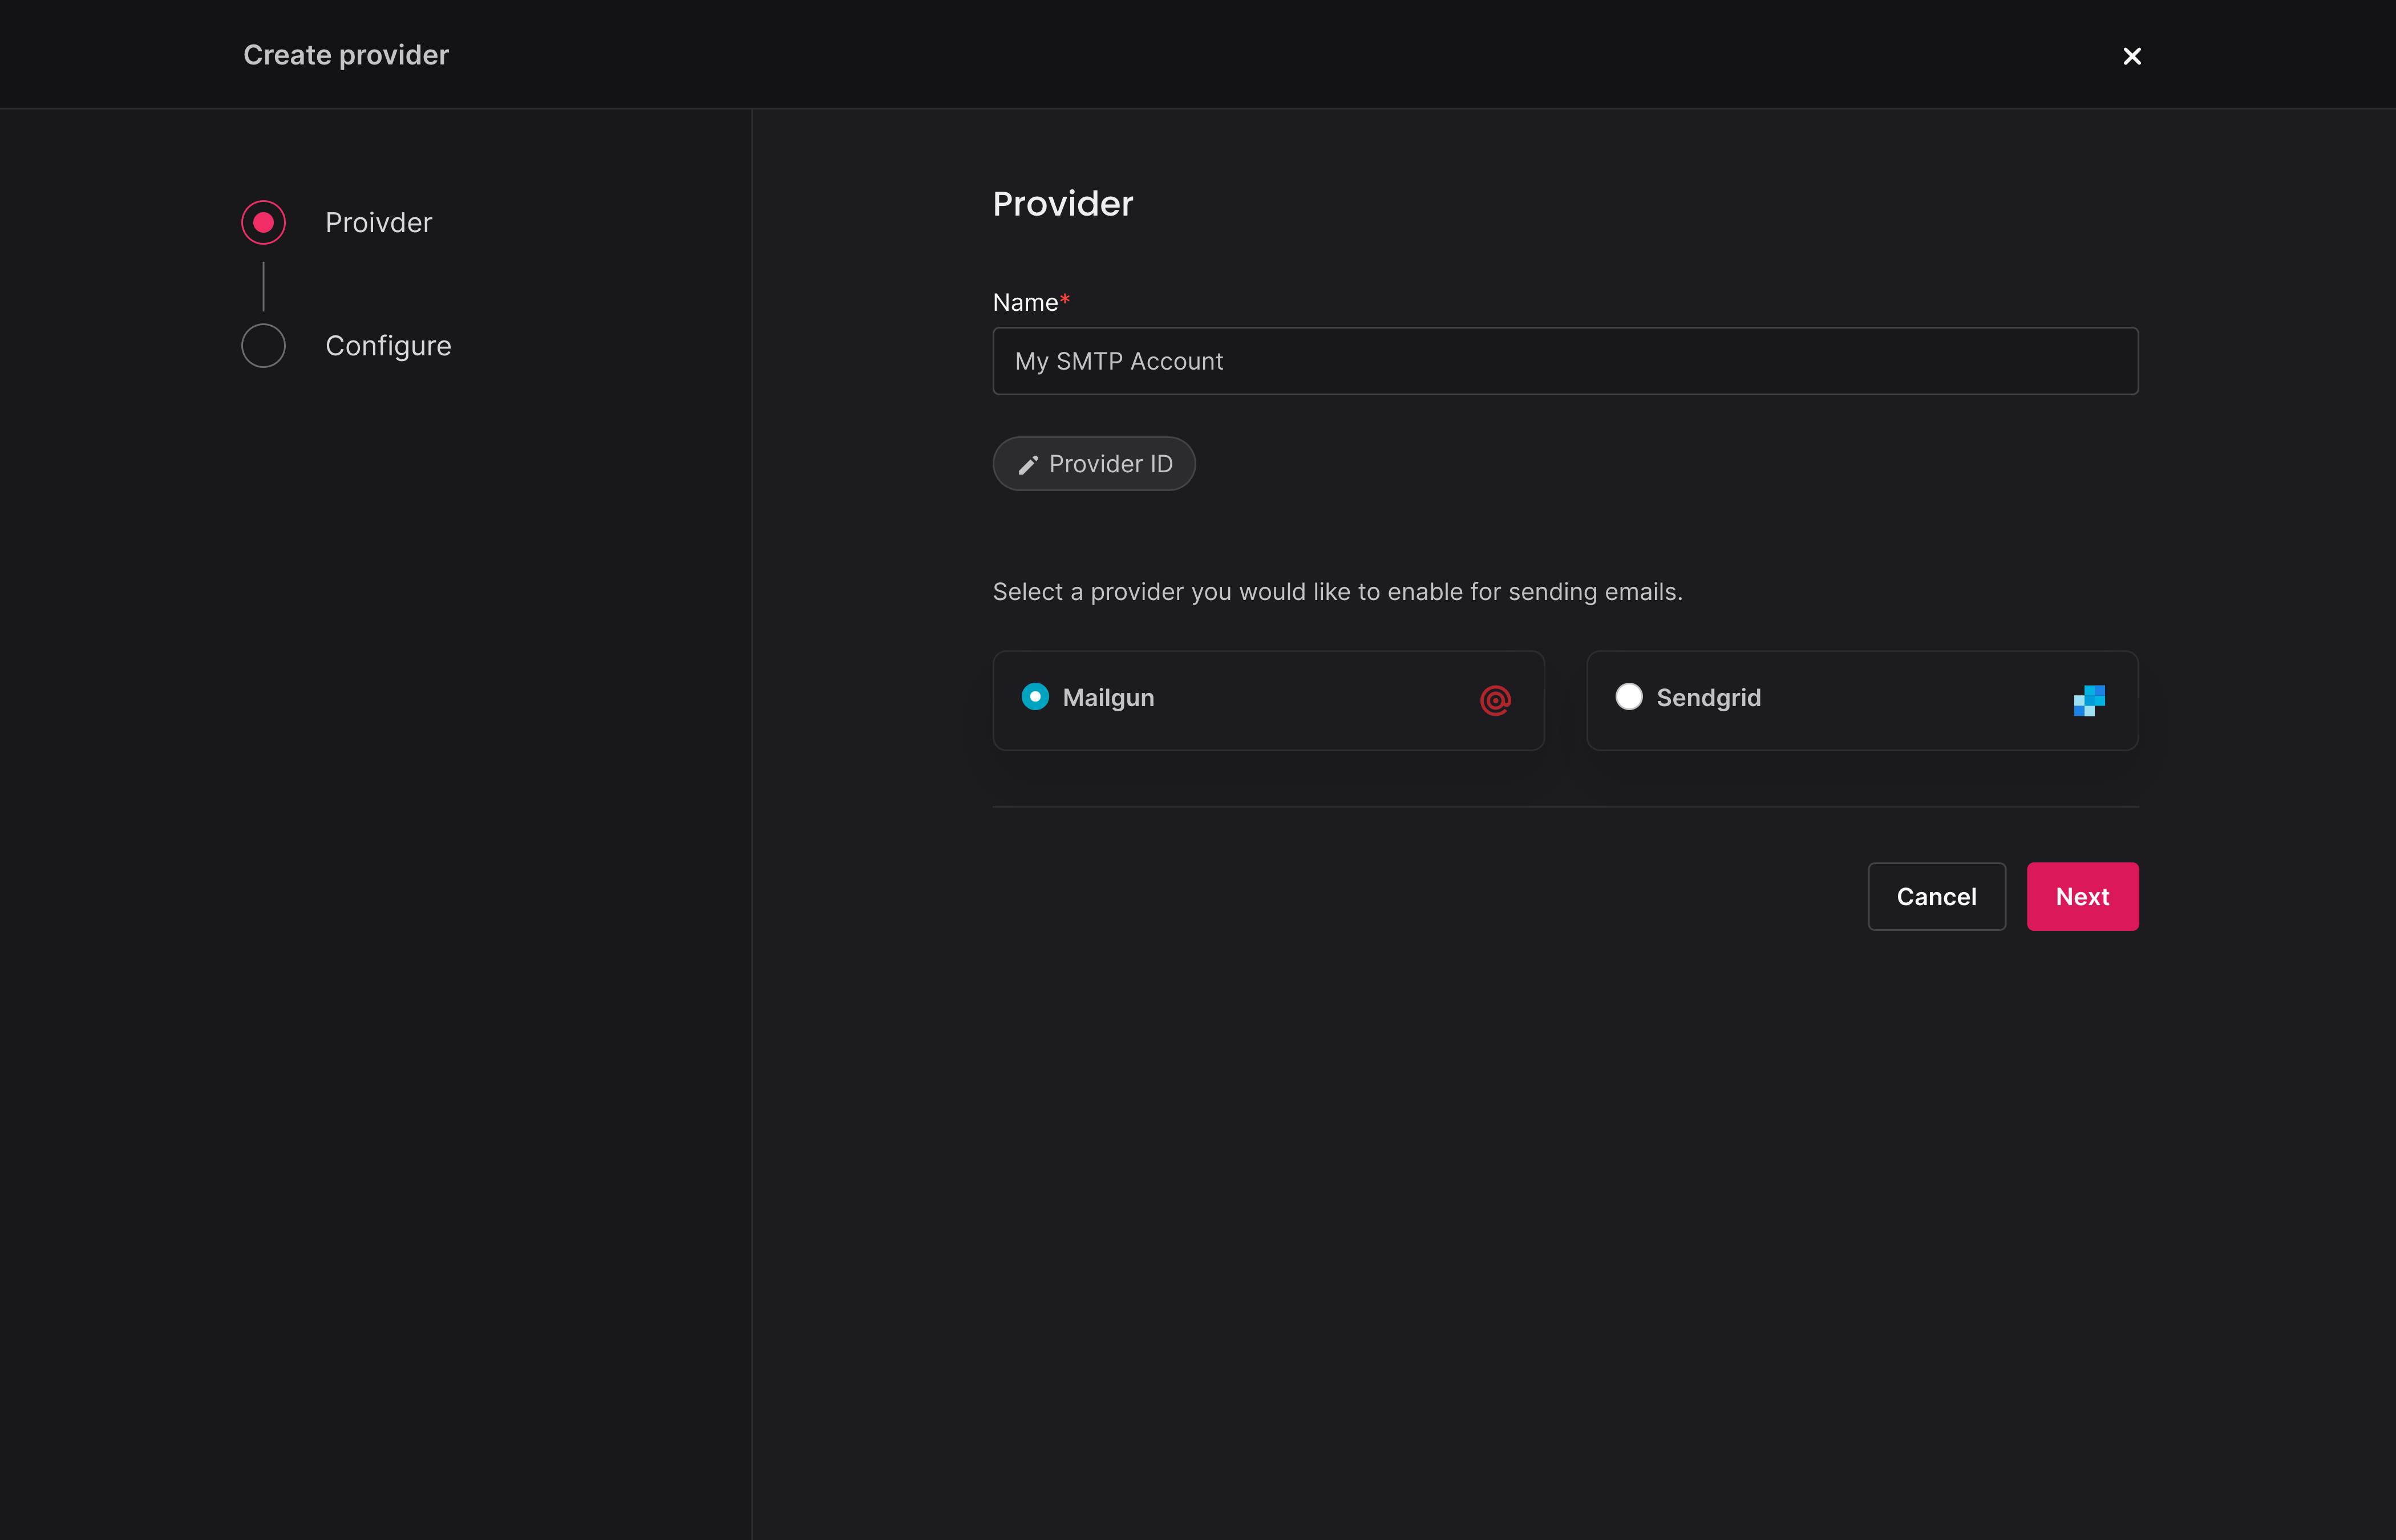 Create provider
Proivder
Configure
Provider
Name*
My SMTP Account
Provider ID
Select a provider you would like to enable for sending emails.
Mailgun
Sendgrid
Cancel
Next